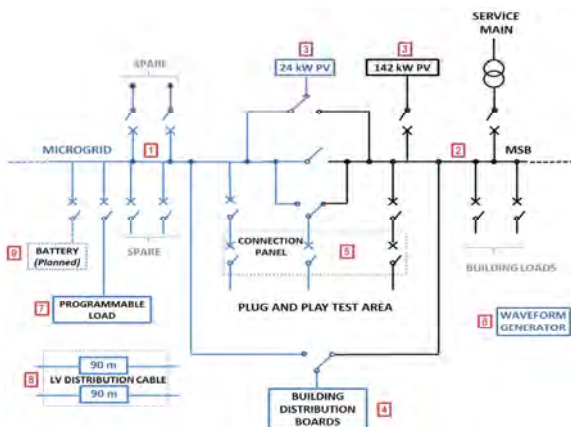 SERVICE
MAIN
3
3
SPARE
24 kW PV
142 kW PV
MICROGRID
1
2
MSB
9
BATTERY
(Planned)
SPARE
CONNECTION
PANEL
5
BUILDING LOADS
7
PROGRAMMABLE
LOAD
PLUG AND PLAY TEST AREA
6
WAVEFORM
GENERATOR
90 m
8
LV DISTRIBUTION CABLE
90 m
BUILDING
DISTRIBUTION
BOARDS
4